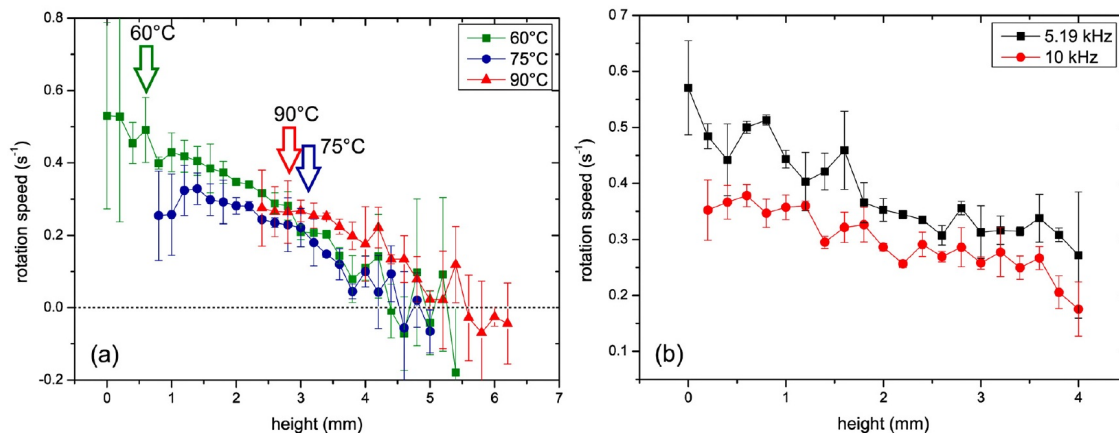 0.8
0.6
0.4
0.2
0.0
-0.2
rotation speed (s⁻¹)
60°C
90°C
75°C
60°C
75°C
90°C
(a)
0 1 2 3 4 5 6 7
height (mm)
0.7
0.6
0.5
0.4
0.3
0.2
0.1
rotation speed (s⁻¹)
5.19 kHz
10 kHz
(b)
0 1 2 3 4
height (mm)